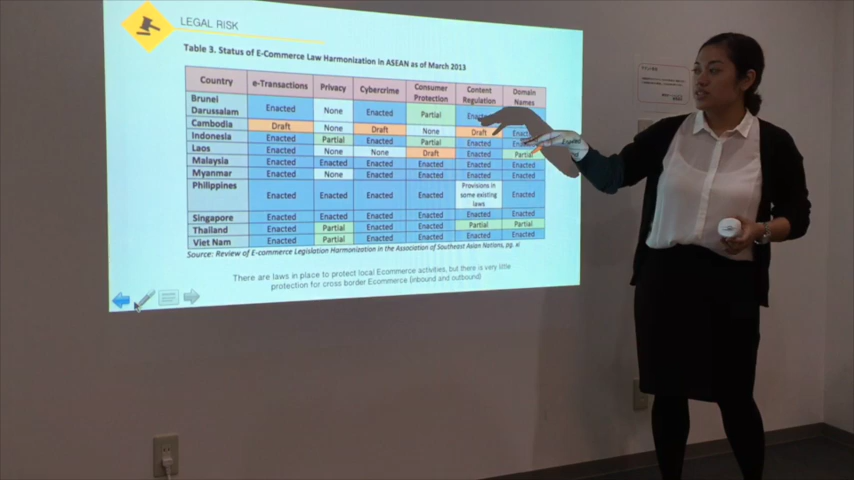 LEGAL RISK
Table 3. Status of E-Commerce Law Harmonization in ASEAN as of March 2013
Country e-Transactions Privacy Cybercrime Consumer Protection Content Regulation Domain Names
Brunei Darussalam Enacted None Enacted Partial
Cambodia Draft None Draft None Draft
Indonesia Enacted Partial Enacted Partial Enacted
Laos Enacted None None Draft Enacted Partial
Malaysia Enacted Enacted Enacted Enacted Enacted Enacted
Myanmar Enacted None Enacted Enacted Enacted Enacted
Philippines Enacted Enacted Enacted Enacted Provisions in some existing laws Enacted
Singapore Enacted Enacted Enacted Enacted Enacted Enacted
Thailand Enacted Partial Enacted Enacted Partial Partial
Viet Nam Enacted Partial Enacted Enacted Enacted Enacted
Source: Review of E-commerce Legislation Harmonization in the Association of Southeast Asian Nations, pg. xi
There are laws in place to protect local Ecommerce activities, but there is very little
protection for cross border Ecommerce (inbound and outbound)